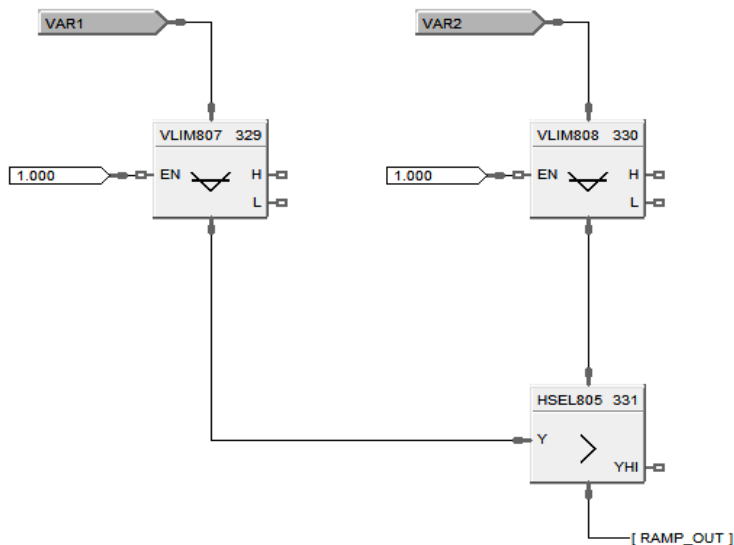 VAR1 VAR2
VLIM807 329 VLIM808 330
1.000 EN H 1.000 EN H
L L
HSEL805 331
Y
YHI
[ RAMP_OUT ]